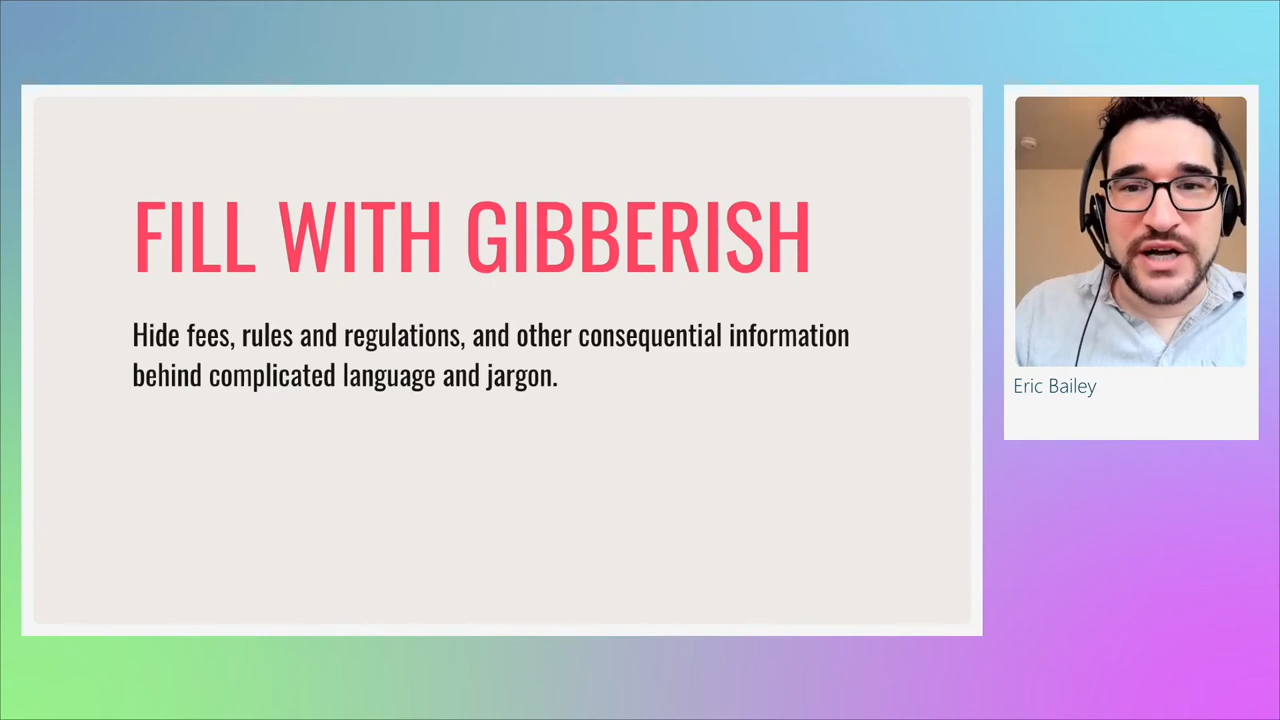 FILL WITH GIBBERISH
Hide fees, rules and regulations, and other consequential information
behind complicated language and jargon.
Eric Bailey